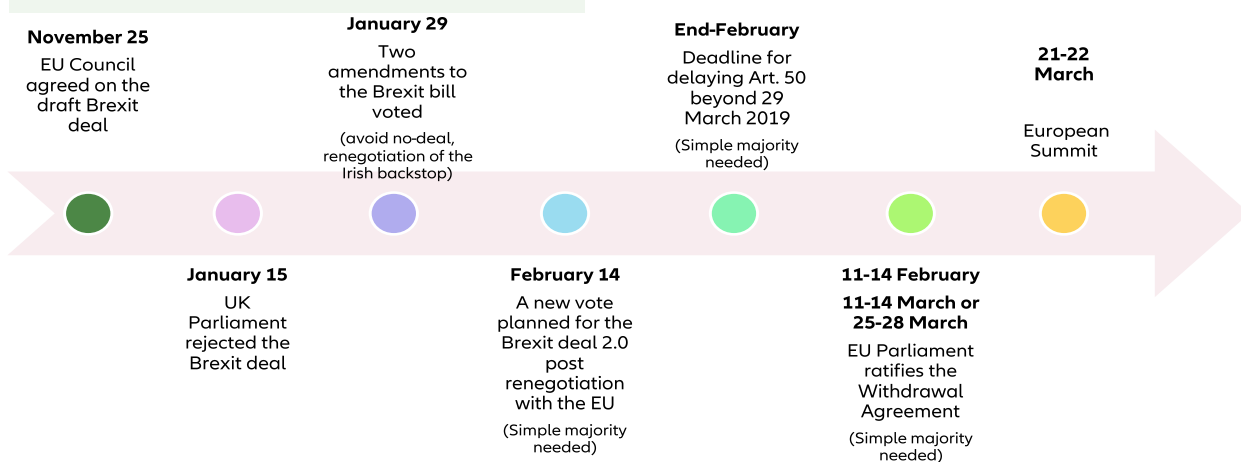 November 25
EU Council
agreed on the
draft Brexit
deal
January 15
UK
Parliament
rejected the
Brexit deal
January 29
Two
amendments to
the Brexit bill
voted
(avoid no-deal,
renegotiation of the
Irish backstop)
February 14
A new vote
planned for the
Brexit deal 2.0
post
renegotiation
with the EU
(Simple majority
needed)
End-February
Deadline for
delaying Art. 50
beyond 29
March 2019
(Simple majority
needed)
11-14 February
11-14 March or
25-28 March
EU Parliament
ratifies the
Withdrawal
Agreement
(Simple majority
needed)
21-22
March
European
Summit